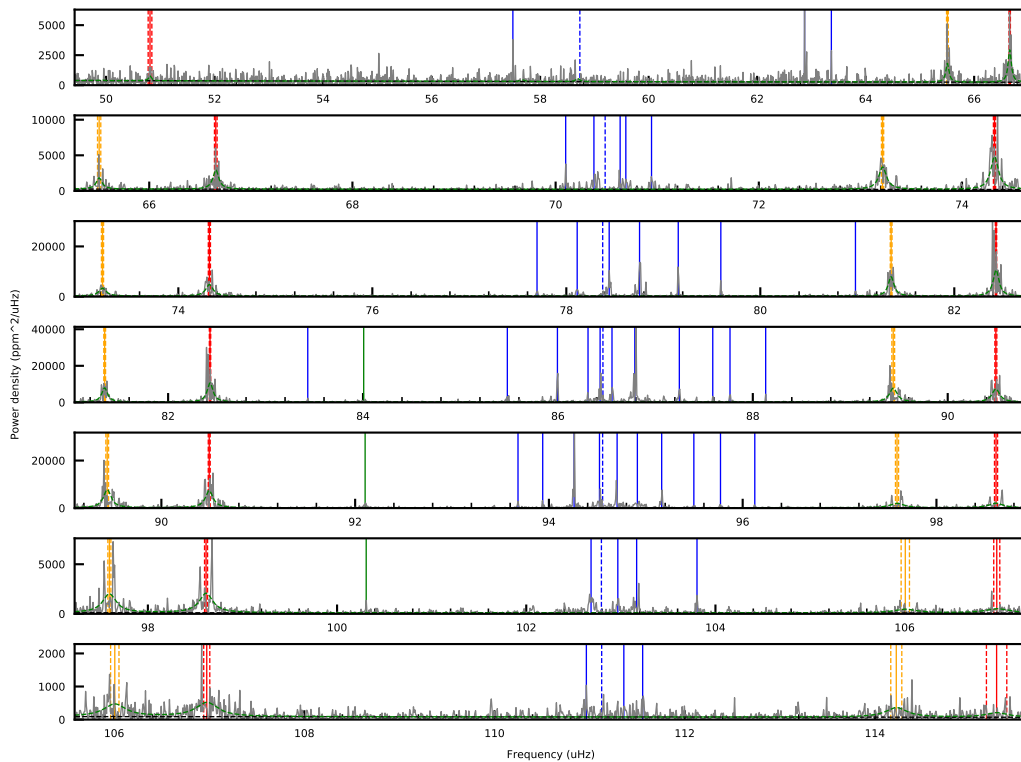 5000
2500
0
50 52 54 56 58 60 62 64 66
10000
5000
0
66 68 70 72 74
20000
0
74 76 78 80 82
40000
20000
0
82 84 86 88 90
20000
0
90 92 94 96 98
5000
0
98 100 102 104 106
2000
1000
0
106 108 110 112 114
Power density (ppm^2/uHz)
Frequency (uHz)